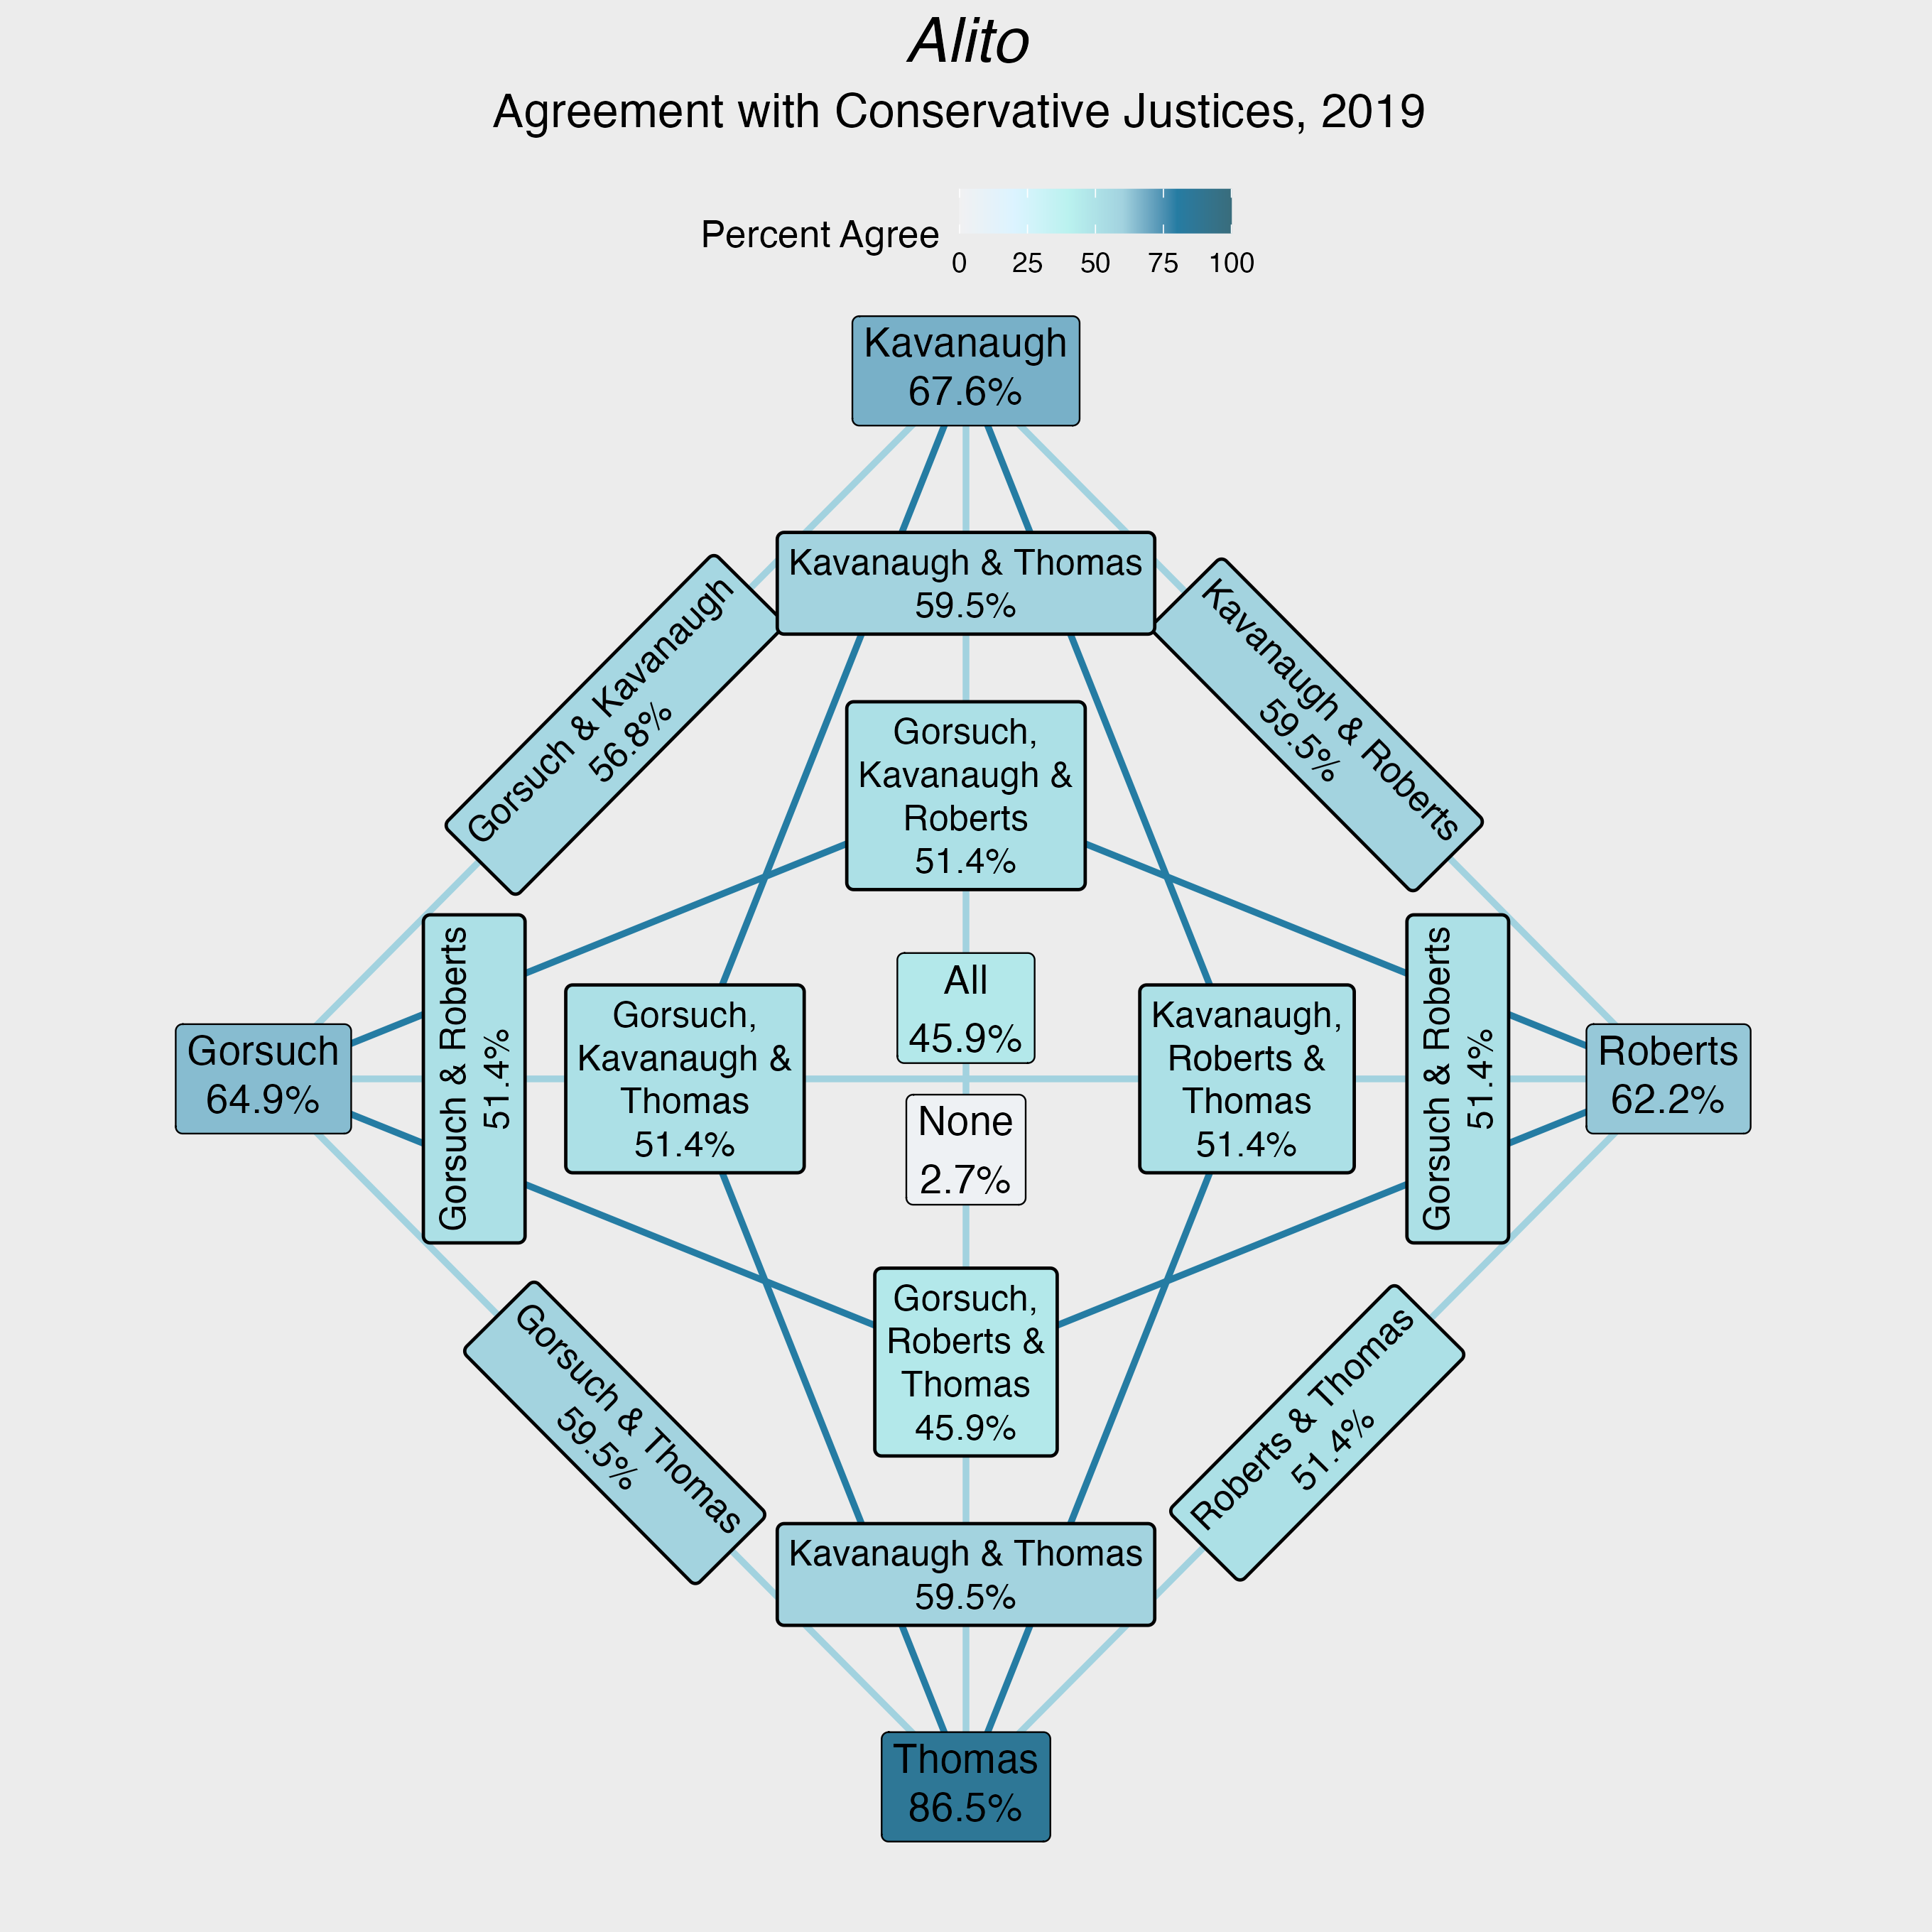 Alito
Agreement with Conservative Justices, 2019
Percent Agree
0 25 50 75 100
Kavanaugh
67.6%
Kavanaugh & Thomas
59.5%
Gorsuch & Kavanaugh
56.8%
Kavanaugh & Roberts
59.5%
Gorsuch,
Kavanaugh &
Roberts
51.4%
Gorsuch
64.9%
Gorsuch & Roberts
51.4%
Gorsuch,
Kavanaugh &
Thomas
51.4%
All
45.9%
None
2.7%
Kavanaugh,
Roberts &
Thomas
51.4%
Gorsuch & Roberts
51.4%
Roberts
62.2%
Gorsuch,
Roberts &
Thomas
45.9%
Gorsuch & Thomas
59.5%
Roberts & Thomas
51.4%
Kavanaugh & Thomas
59.5%
Thomas
86.5%